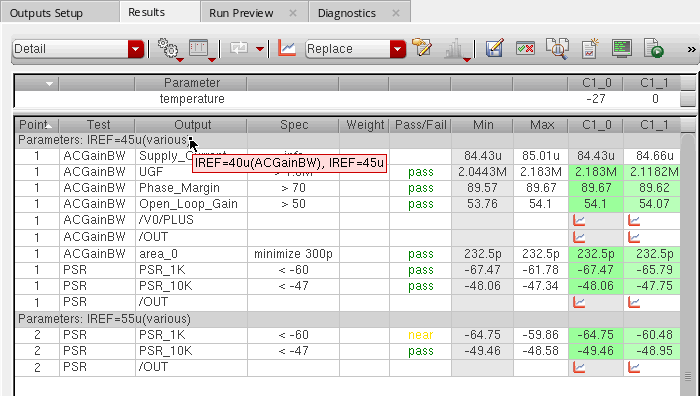 Outputs Setup Results Run Preview Diagnostics
Detail Replace »
Parameter C1_0 C1_1
temperature -27 0
Point Test Output Spec Weight Pass/Fail Min Max C1_0 C1_1
Parameters: IREF=45u(various
1 ACGainBW Supply_ info 84.43u 85.01u 84.43u 84.66u
IREF=40u(ACGainBW), IREF=45u
1 ACGainBW UGF pass 2.0443M 2.183M 2.183M 2.1182M
1 ACGainBW Phase_Margin > 70 pass 89.57 89.67 89.67 89.62
1 ACGainBW Open_Loop_Gain > 50 pass 53.76 54.1 54.1 54.07
1 ACGainBW /V0/PLUS
1 ACGainBW /OUT
1 ACGainBW area_0 minimize 300p pass 232.5p 232.5p 232.5p 232.5p
1 PSR PSR_1K < -60 pass -67.47 -61.78 -67.47 -65.79
1 PSR PSR_10K < -47 pass -48.06 -47.34 -48.06 -47.75
1 PSR /OUT
Parameters: IREF=55u(various)
2 PSR PSR_1K < -60 near -64.75 -59.86 -64.75 -60.48
2 PSR PSR_10K < -47 pass -49.46 -48.58 -49.46 -48.95
2 PSR /OUT